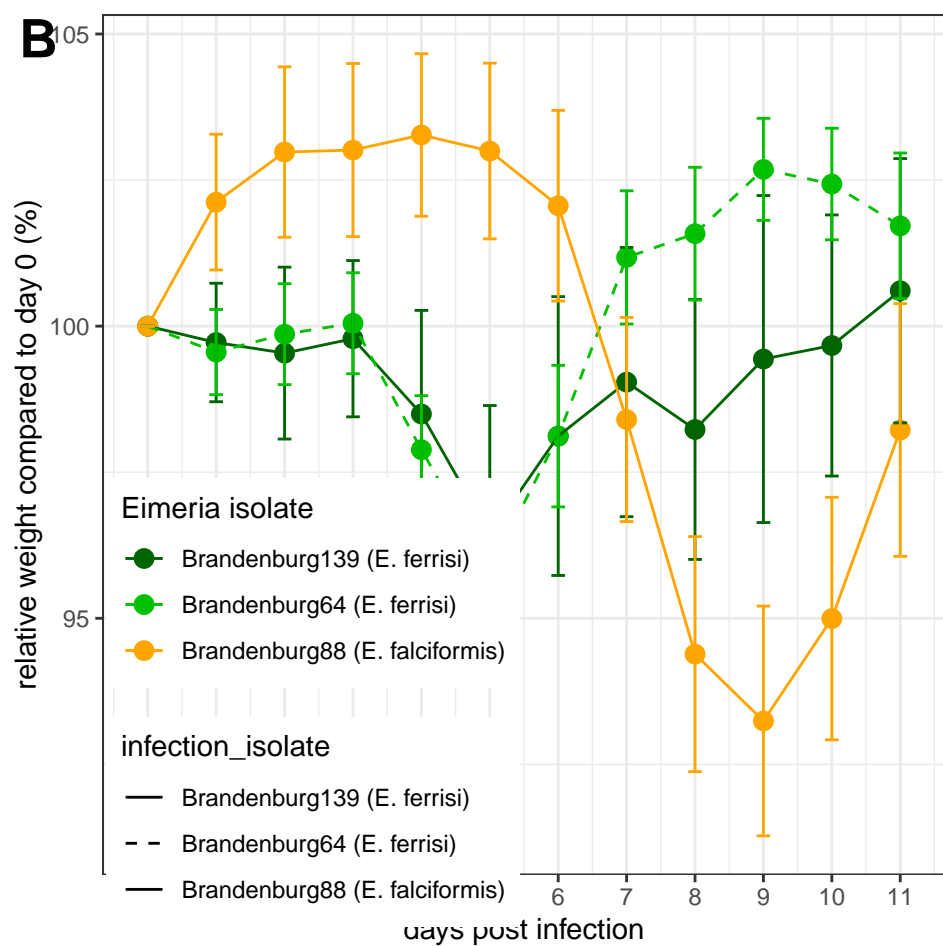 B
105
100
95
relative weight compared to day 0 (%)
Eimeria isolate
Brandenburg139 (E. ferrisi)
Brandenburg64 (E. ferrisi)
Brandenburg88 (E. falciformis)
infection_isolate
Brandenburg139 (E. ferrisi)
Brandenburg64 (E. ferrisi)
Brandenburg88 (E. falciformis)
6 7 8 9 10 11
days post infection